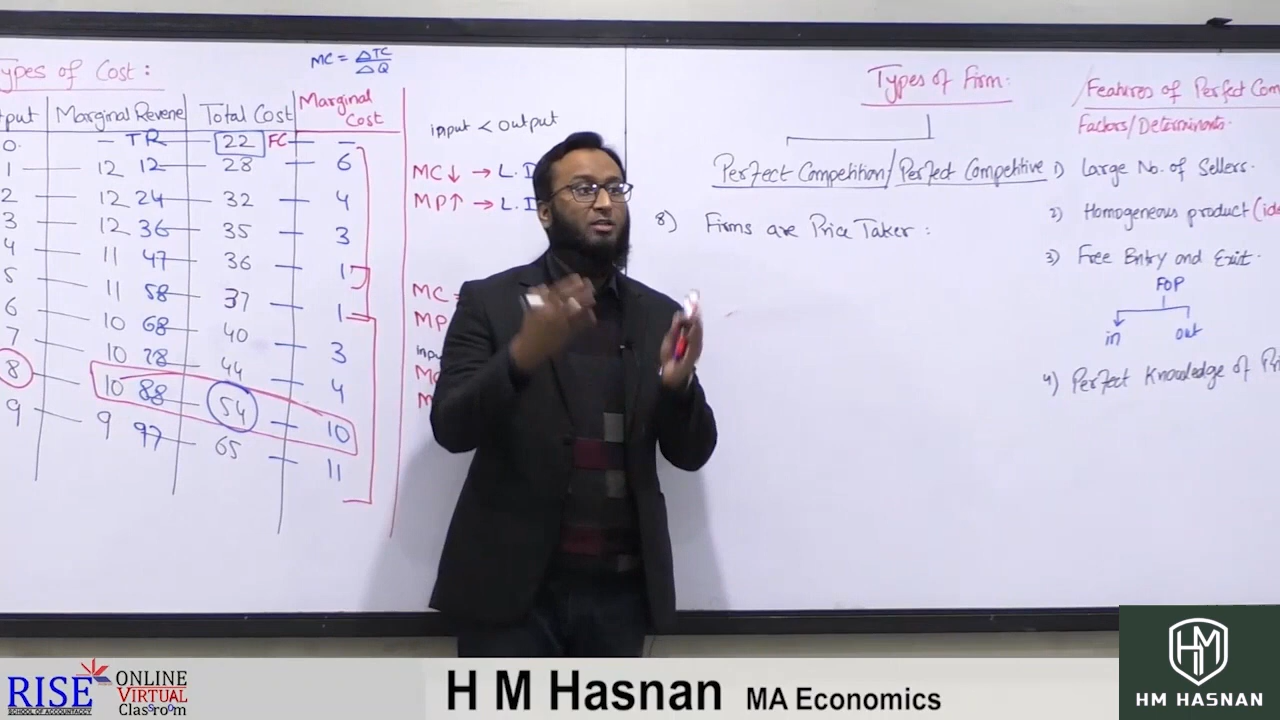 Types of Cost:
MC = ΔTC
ΔQ
Marginal Revene
Total Cost
Marginal
Cost
0. - TR 22 FC -
1 12 12 28 6
2 12 24 32 4
3 12 36 35 3
4 11 47 36 1
5 11 58 37 1
6 10 68 40 3
7 10 78 44 4
8 10 88 54 10
9 9 97 65 11
input < output
MC↓ → L.
MP↑ → L.
MC =
MP
Types of Firm:
Perfect Competition/Perfect Competitive
8) Firms are Price Taker:
Features of Perfect Com
Factors/Determinants.
1) Large No. of Sellers.
2) Homogeneous product (ide
3) Free Entry and Exit.
FOP
in out
4) Perfect Knowledge of Pri
RISE
SCHOOL OF ACCOUNTANCY
ONLINE
VIRTUAL
Classroom
H M Hasnan MA Economics
HM
HM HASNAN